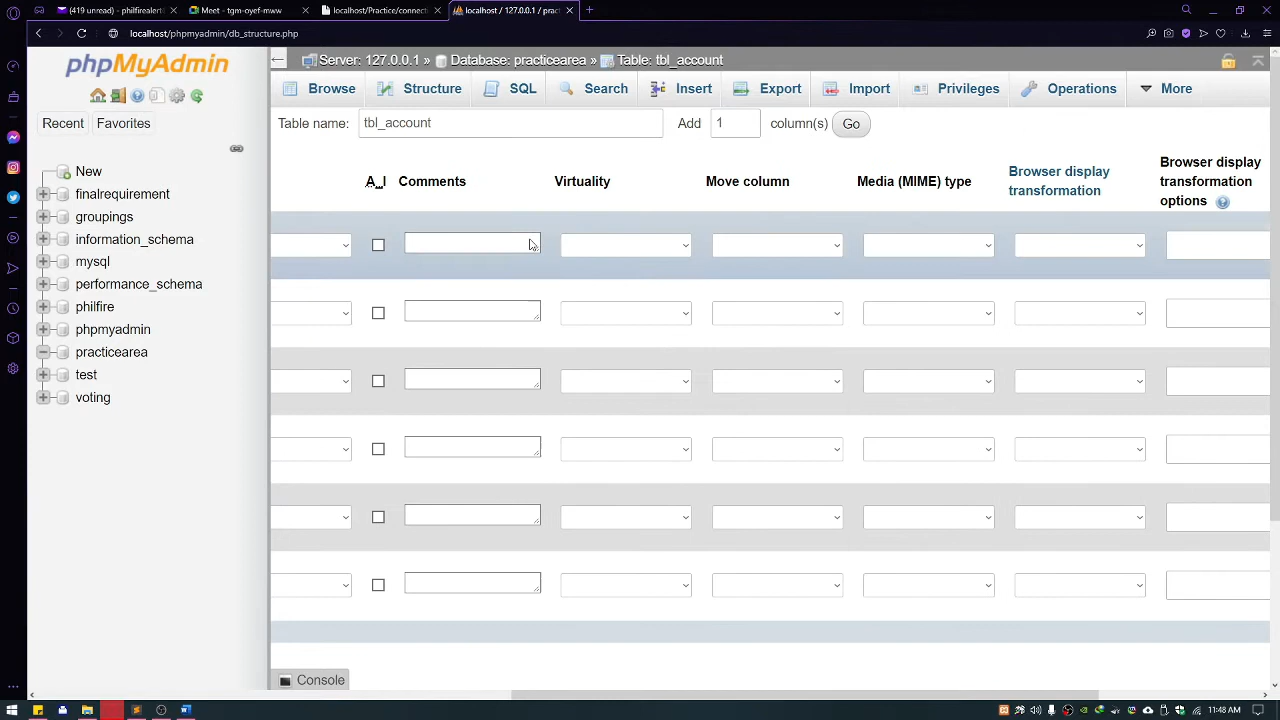 (419 unread) - philfirealert
Meet - tgm-oyef-mww
localhost/Practice/connect
localhost / 127.0.0.1 / prac
localhost/phpmyadmin/db_structure.php
phpMyAdmin
Recent
Favorites
New
finalrequirement
groupings
information_schema
mysql
performance_schema
philfire
phpmyadmin
practicearea
test
voting
Server: 127.0.0.1 » Database: practicearea » Table: tbl_account
Browse
Structure
SQL
Search
Insert
Export
Import
Privileges
Operations
More
Table name:
tbl_account
Add
1
column(s)
Go
A_I
Comments
Virtuality
Move column
Media (MIME) type
Browser display
transformation
Browser display
transformation
options
Console
11:48 AM